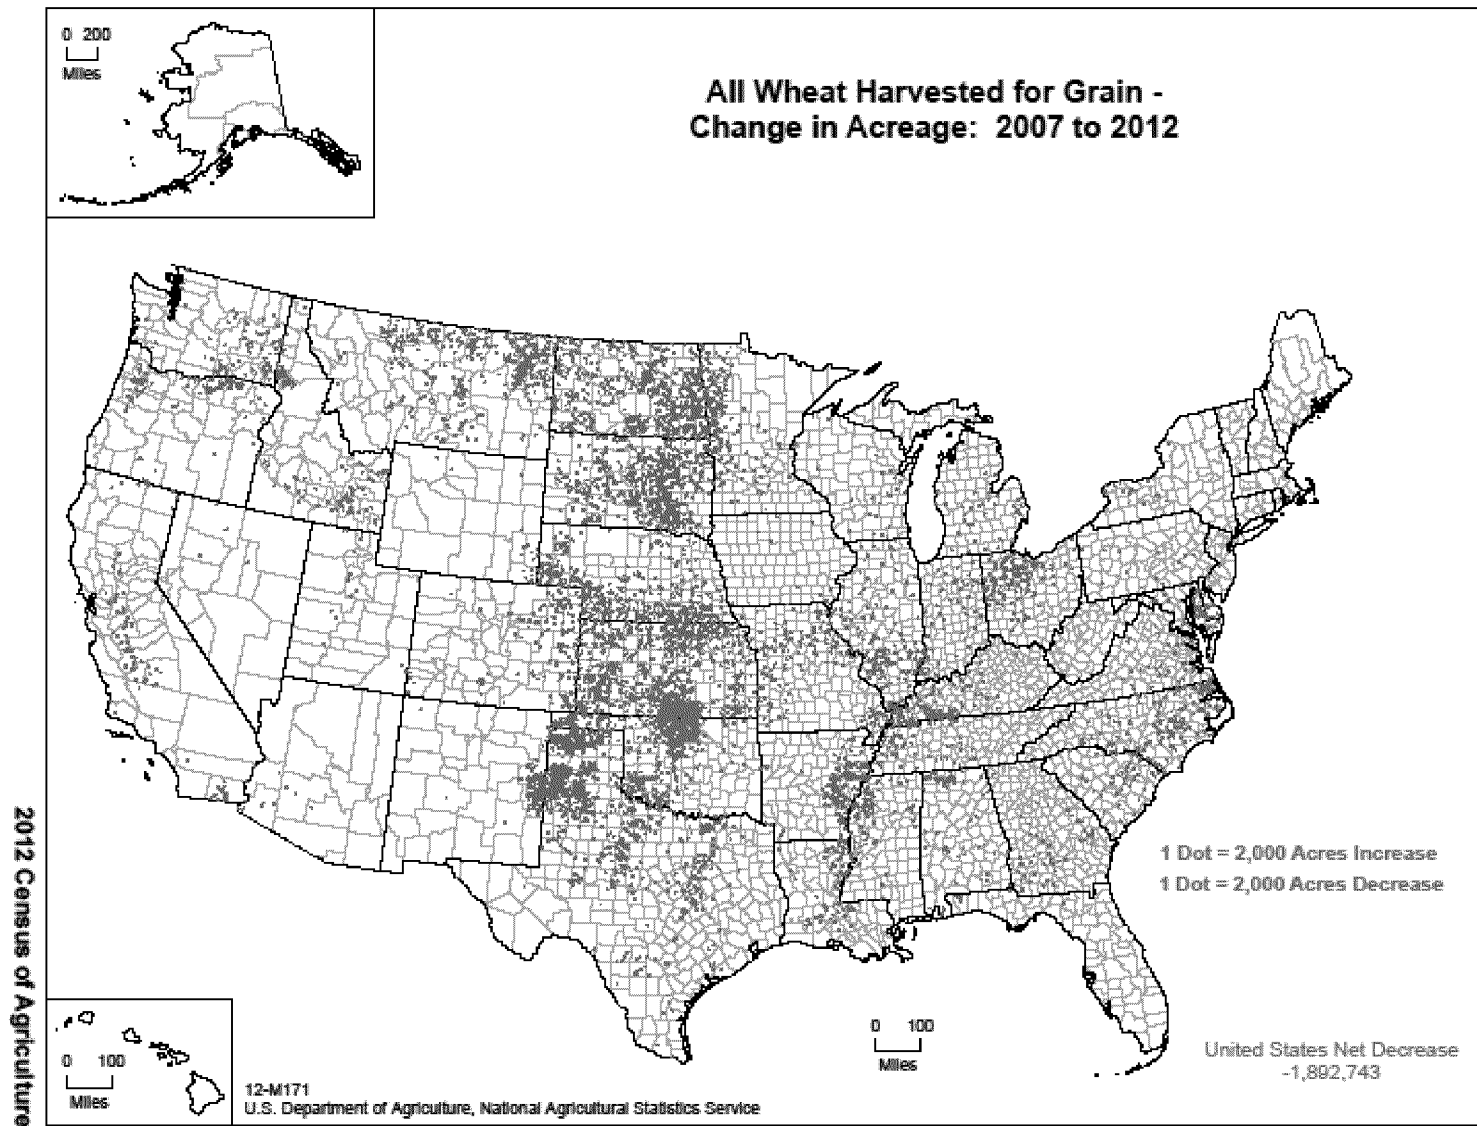 0 200
Miles
All Wheat Harvested for Grain -
Change in Acreage: 2007 to 2012
1 Dot = 2,000 Acres Increase
1 Dot = 2,000 Acres Decrease
2012 Census of Agriculture
0 100
Miles
0 100
Miles
United States Net Decrease
-1,892,743
12-M171
U.S. Department of Agriculture, National Agricultural Statistics Service